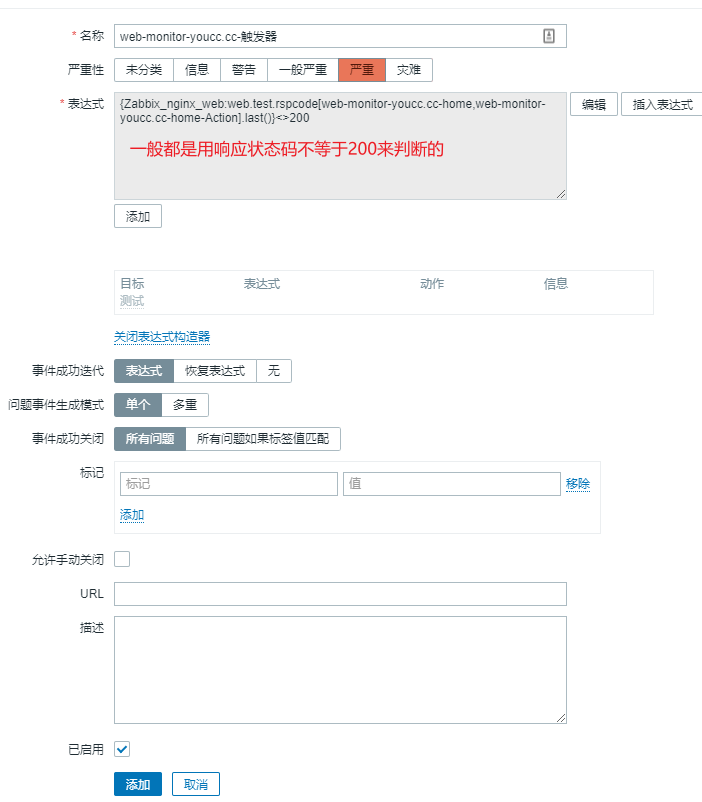 * 名称 web-monitor-youcc.cc-触发器
严重性 未分类 信息 警告 一般严重 严重 灾难
* 表达式 {Zabbix_nginx_web:web.test.rspcode[web-monitor-youcc.cc-home,web-monitor- 编辑 插入表达式
youcc.cc-home-Action].last()}<>200
一般都是用响应状态码不等于200来判断的
添加
目标 表达式 动作 信息
测试
关闭表达式构造器
事件成功迭代 表达式 恢复表达式 无
问题事件生成模式 单个 多重
事件成功关闭 所有问题 所有问题如果标签值匹配
标记 标记 值 移除
添加
允许手动关闭
URL
描述
已启用
添加 取消